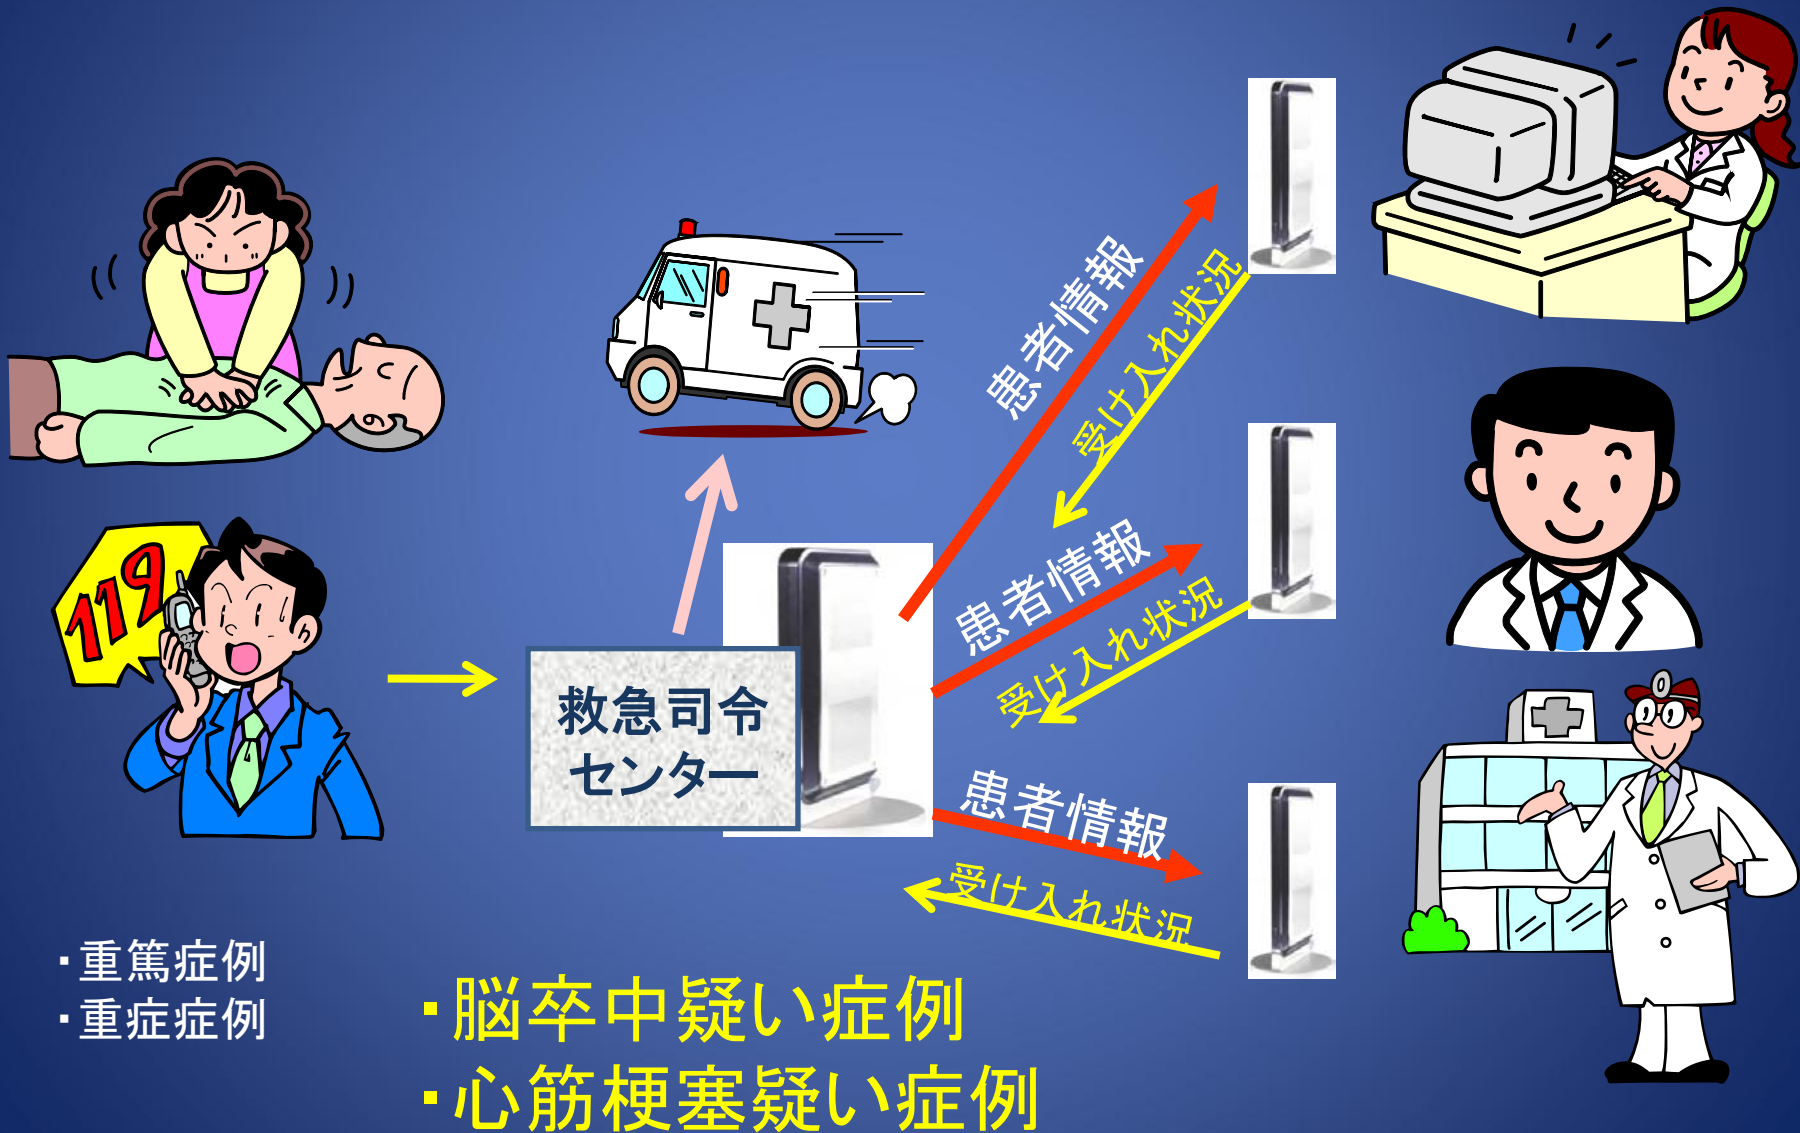 119
救急司令
センター
患者情報
受け入れ状況
患者情報
受け入れ状況
患者情報
受け入れ状況
・重篤症例
・重症症例
・脳卒中疑い症例
・心筋梗塞疑い症例